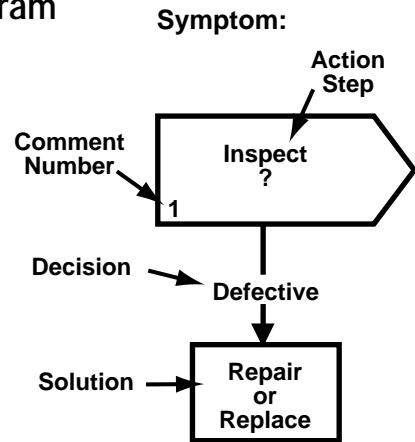 ram
Symptom:
Action
Step
Comment
Number
Inspect
?
1
Decision
Defective
Solution
Repair
or
Replace